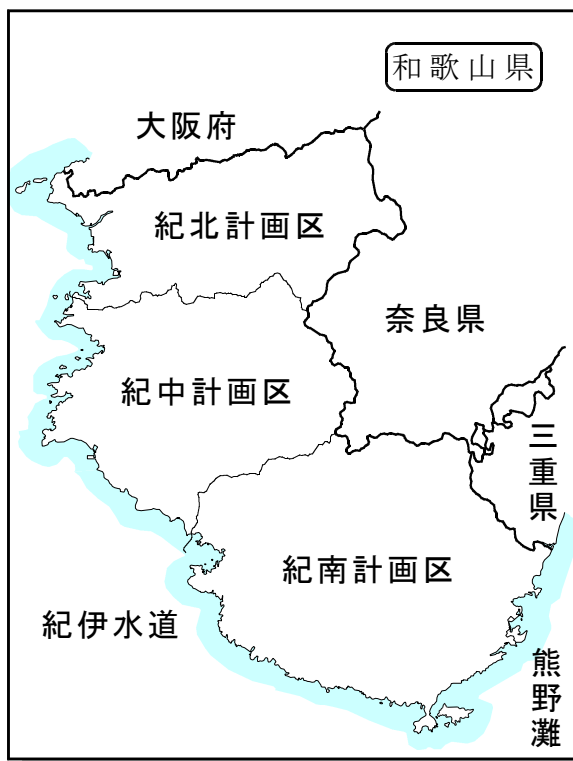 和歌山県
大阪府
紀北計画区
奈良県
紀中計画区
三重県
紀南計画区
紀伊水道
熊野灘